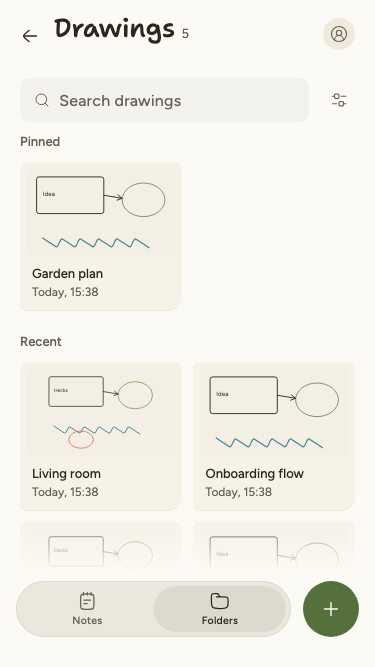 Drawings 5
Search drawings
Pinned
Idea
Garden plan
Today, 15:38
Recent
Herbs
Living room
Today, 15:38
Idea
Onboarding flow
Today, 15:38
Herbs
Idea
Notes
Folders